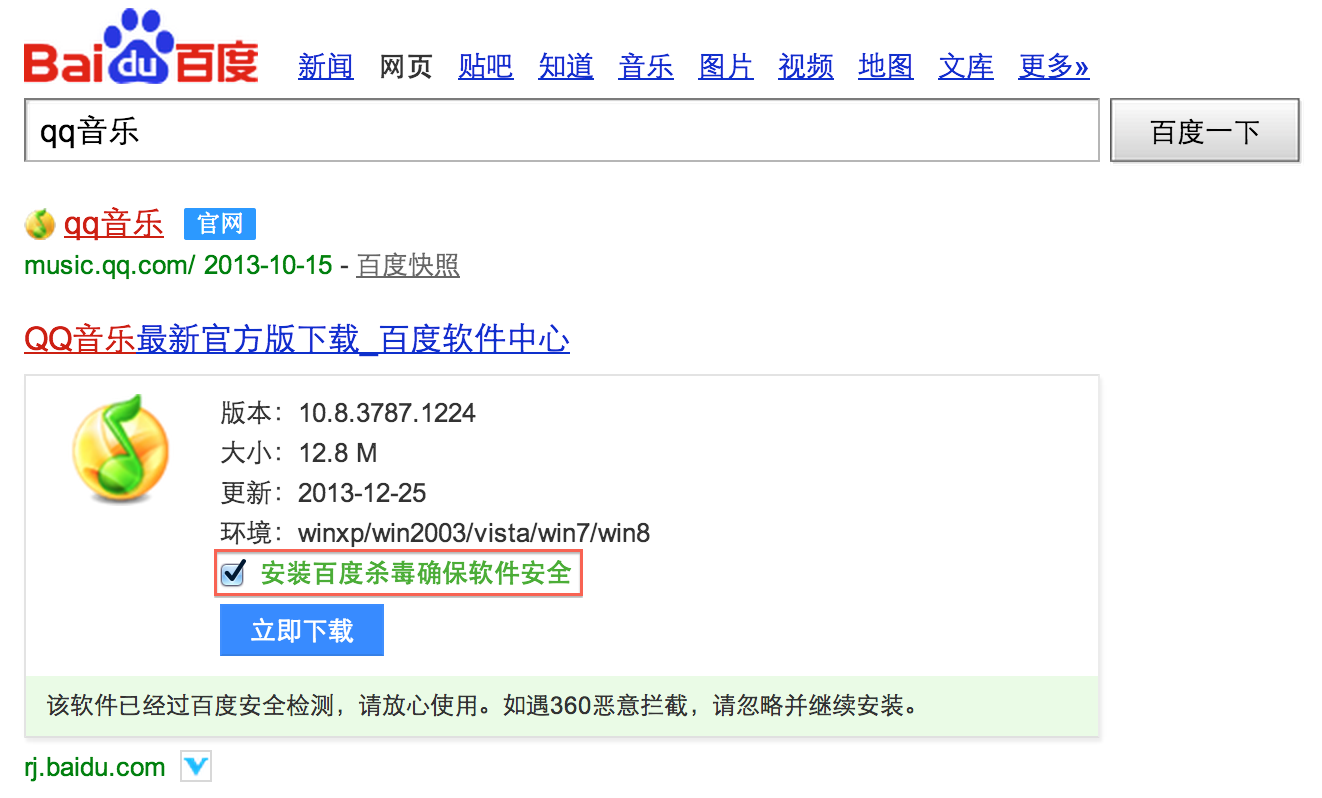 Baidu百度 新闻 网页 贴吧 知道 音乐 图片 视频 地图 文库 更多»
qq音乐 百度一下
qq音乐 官网
music.qq.com/ 2013-10-15 - 百度快照
QQ音乐最新官方版下载_百度软件中心
版本：10.8.3787.1224
大小：12.8 M
更新：2013-12-25
环境：winxp/win2003/vista/win7/win8
安装百度杀毒确保软件安全
立即下载
该软件已经过百度安全检测，请放心使用。如遇360恶意拦截，请忽略并继续安装。
rj.baidu.com